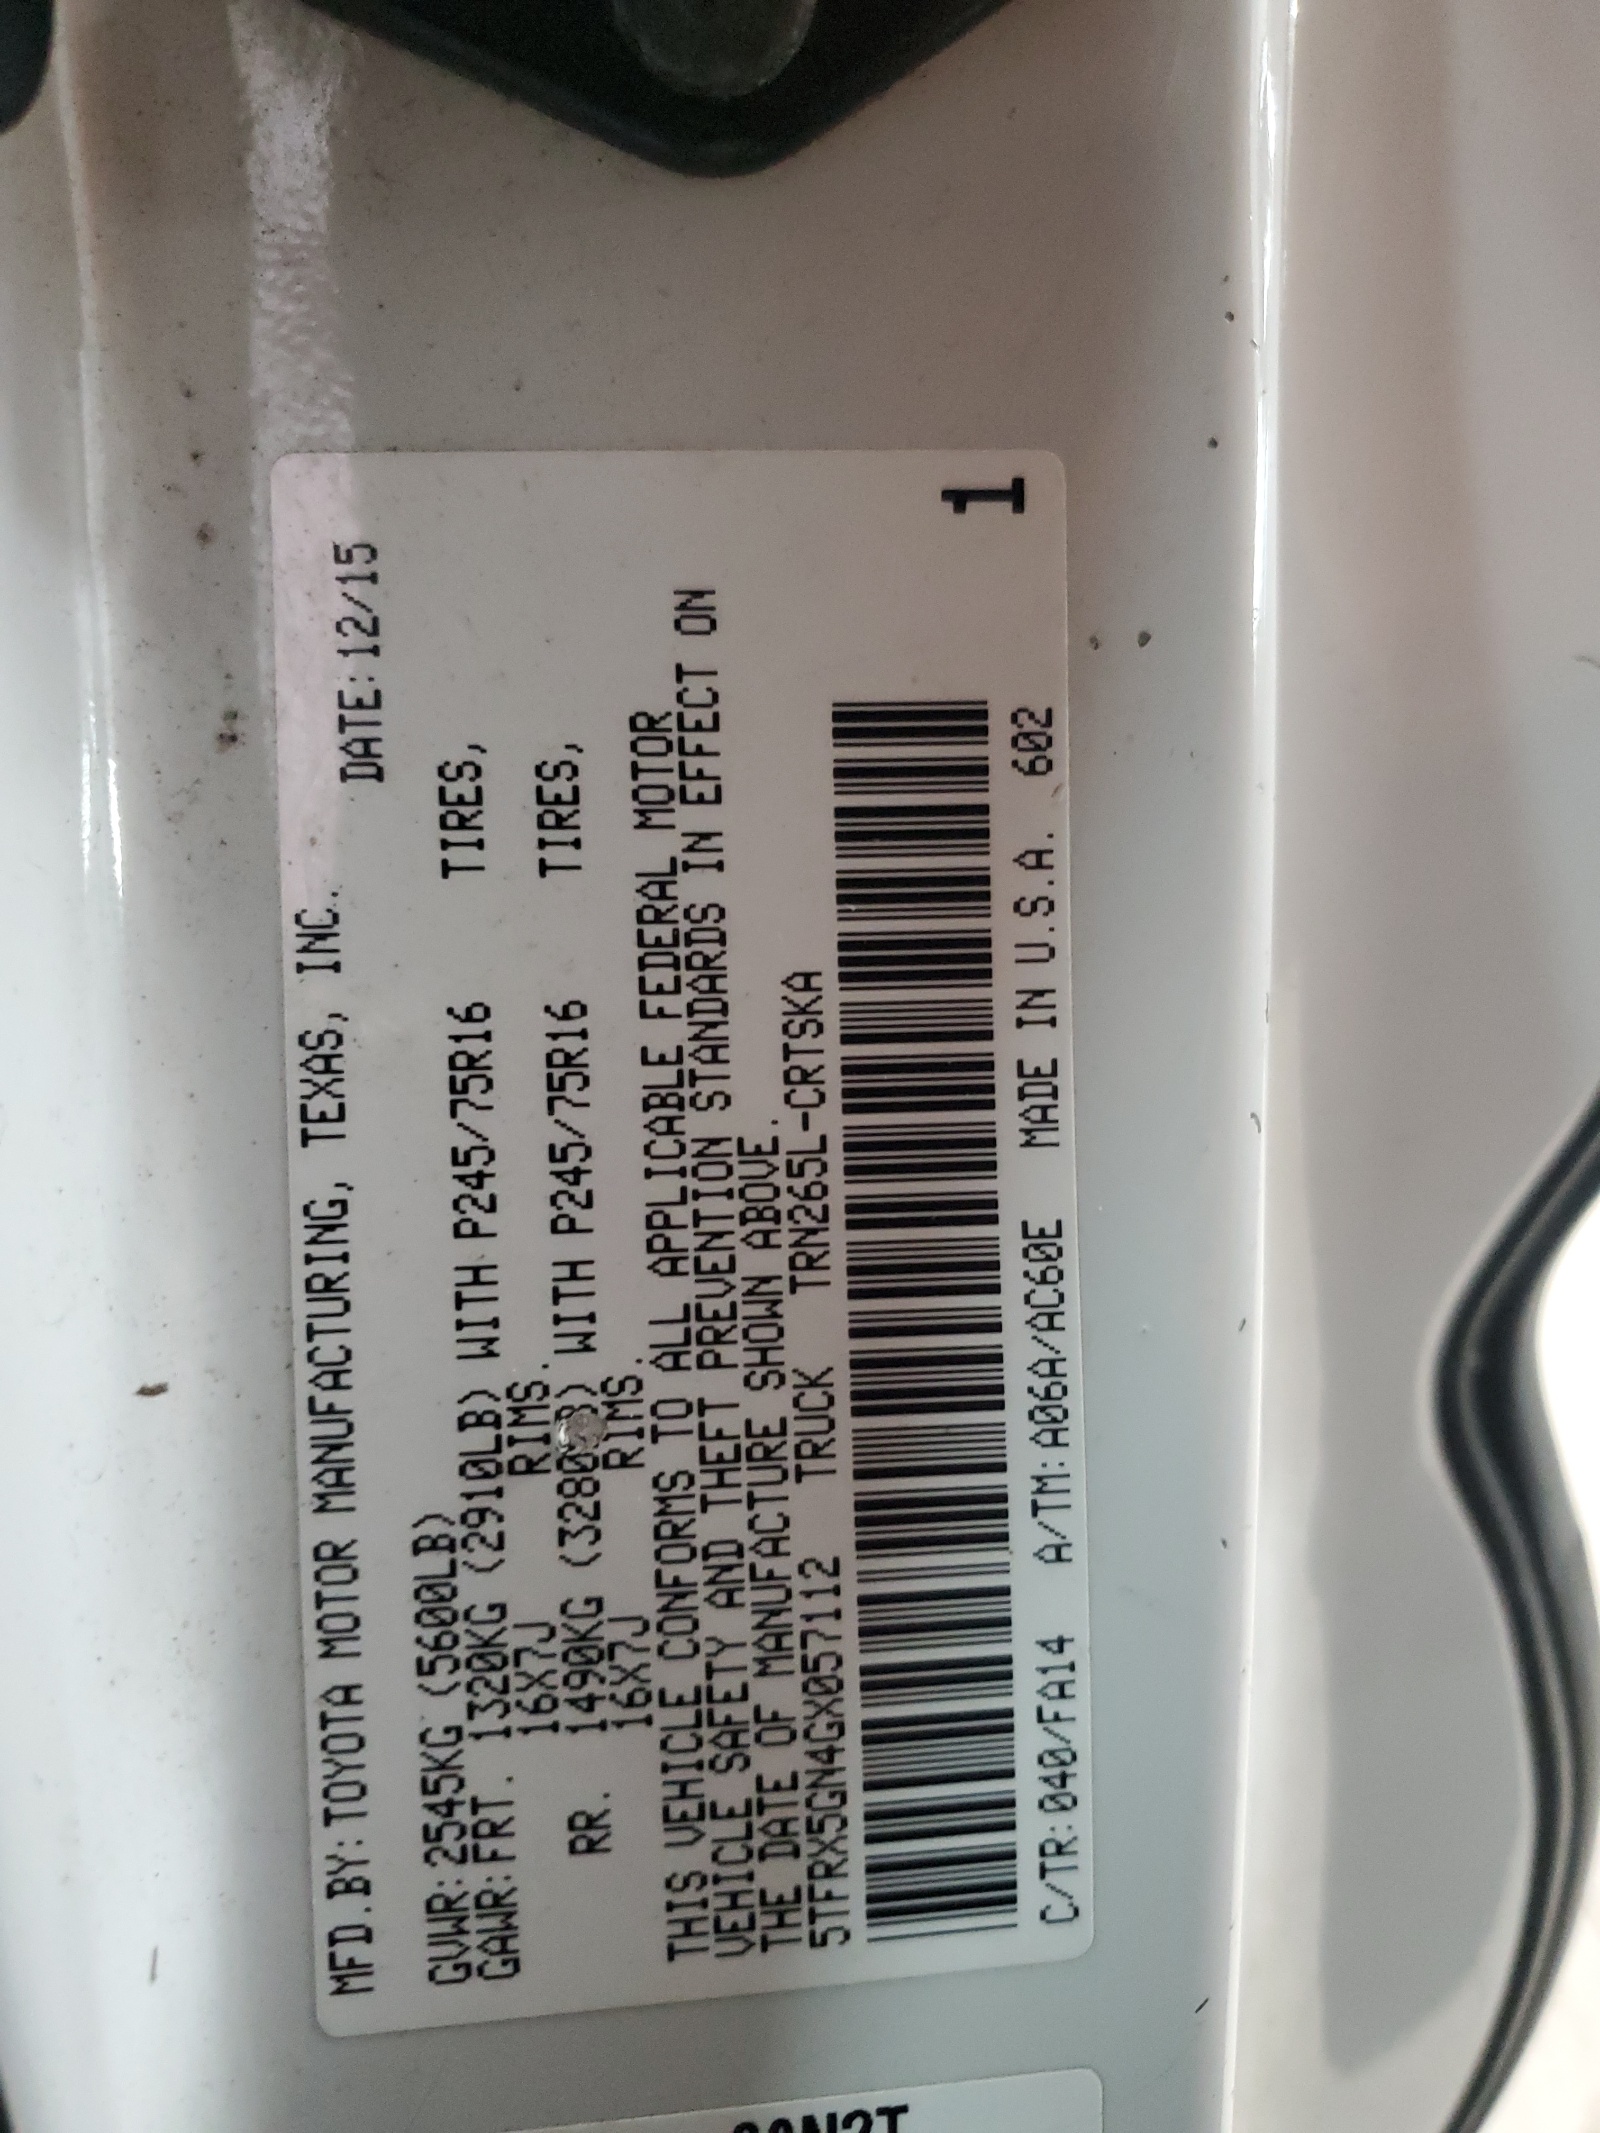 MFD.BY:TOYOTA MOTOR MANUFACTURING, TEXAS, INC.
DATE:12/15
GVWR:2545KG (5600LB)
GAWR:FRT. 1320KG (2910LB) WITH P245/75R16 TIRES,
16X7J RIMS.
RR. 1490KG (3280 WITH P245/75R16 TIRES,
16X7J RIMS.
THIS VEHICLE CONFORMS TO ALL APPLICABLE FEDERAL MOTOR
VEHICLE SAFETY AND THEFT PREVENTION STANDARDS IN EFFECT ON
THE DATE OF MANUFACTURE SHOWN ABOVE.
5TFRX5GN4GX057112 TRUCK TRN265L-CRTSKA
1
C/TR:040/FA14 A/TM:A06A/AC60E MADE IN U.S.A. 602